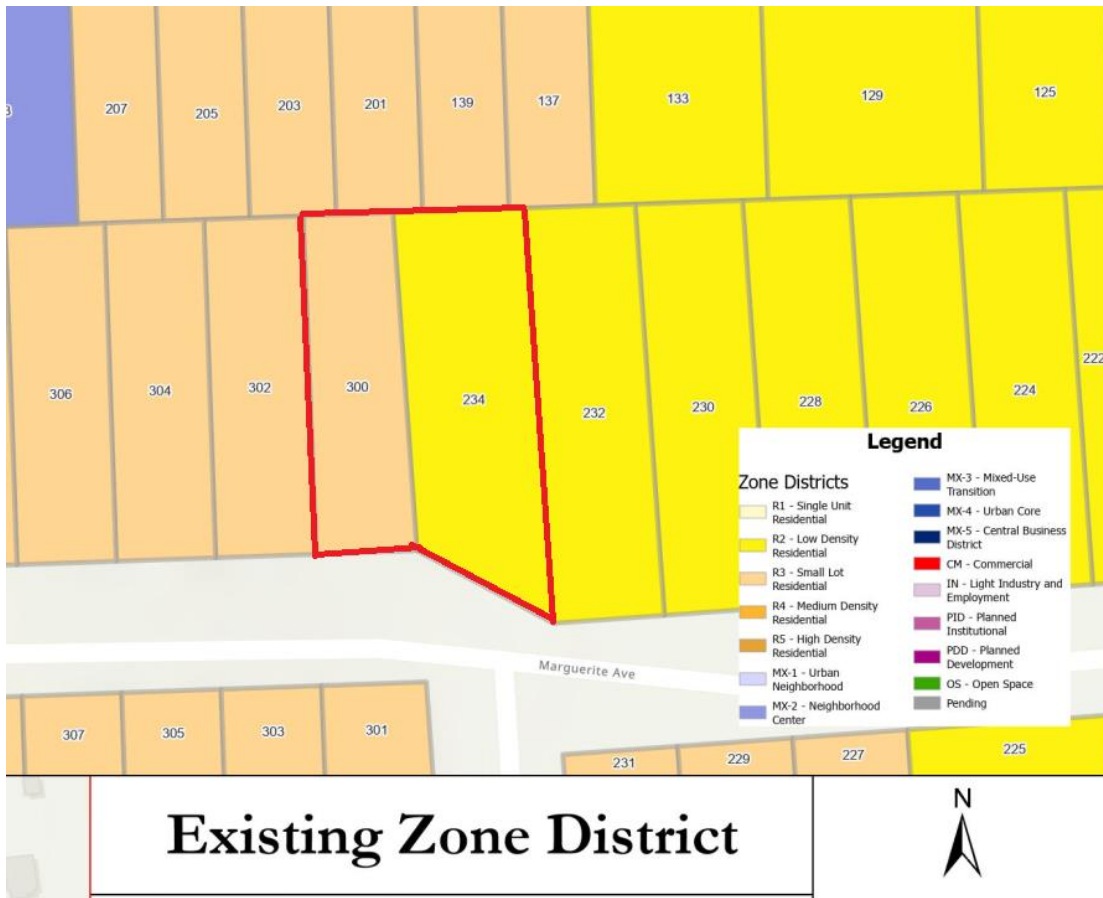 207
205
203
201
139
137
133
129
125
306
304
302
300
234
232
230
228
226
224
222
Legend
Zone Districts
R1 - Single Unit
Residential
R2 - Low Density
Residential
R3 - Small Lot
Residential
R4 - Medium Density
Residential
R5 - High Density
Residential
MX-1 - Urban
Neighborhood
MX-2 - Neighborhood
Center
MX-3 - Mixed-Use
Transition
MX-4 - Urban Core
MX-5 - Central Business
District
CM - Commercial
IN - Light Industry and
Employment
PID - Planned
Institutional
PDD - Planned
Development
OS - Open Space
Pending
Marguerite Ave
307
305
303
301
231
229
227
225
Existing Zone District
N